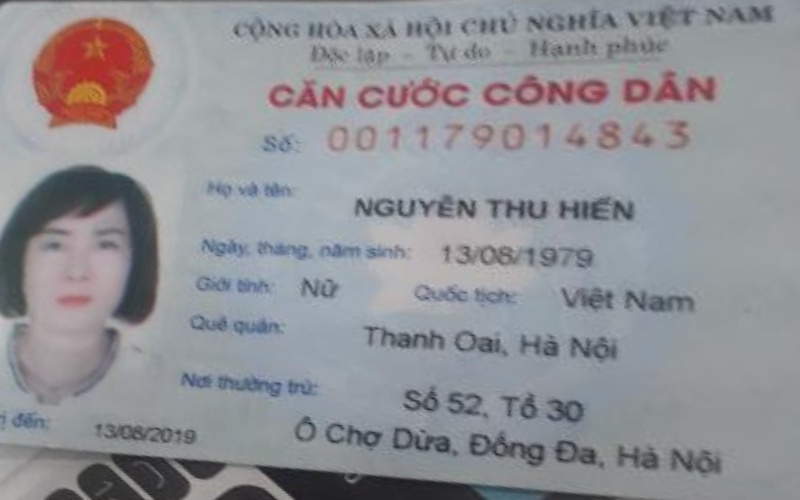 CỘNG HÒA XÃ HỘI CHỦ NGHĨA VIỆT NAM
Độc lập - Tự do - Hạnh phúc
CĂN CƯỚC CÔNG DÂN
Số: 001179014843
Họ và tên: NGUYỄN THU HIỀN
Ngày, tháng, năm sinh: 13/08/1979
Giới tính: Nữ Quốc tịch: Việt Nam
Quê quán: Thanh Oai, Hà Nội
Nơi thường trú: Số 52, Tổ 30
Ô Chợ Dừa, Đống Đa, Hà Nội
ị đến: 13/08/2019